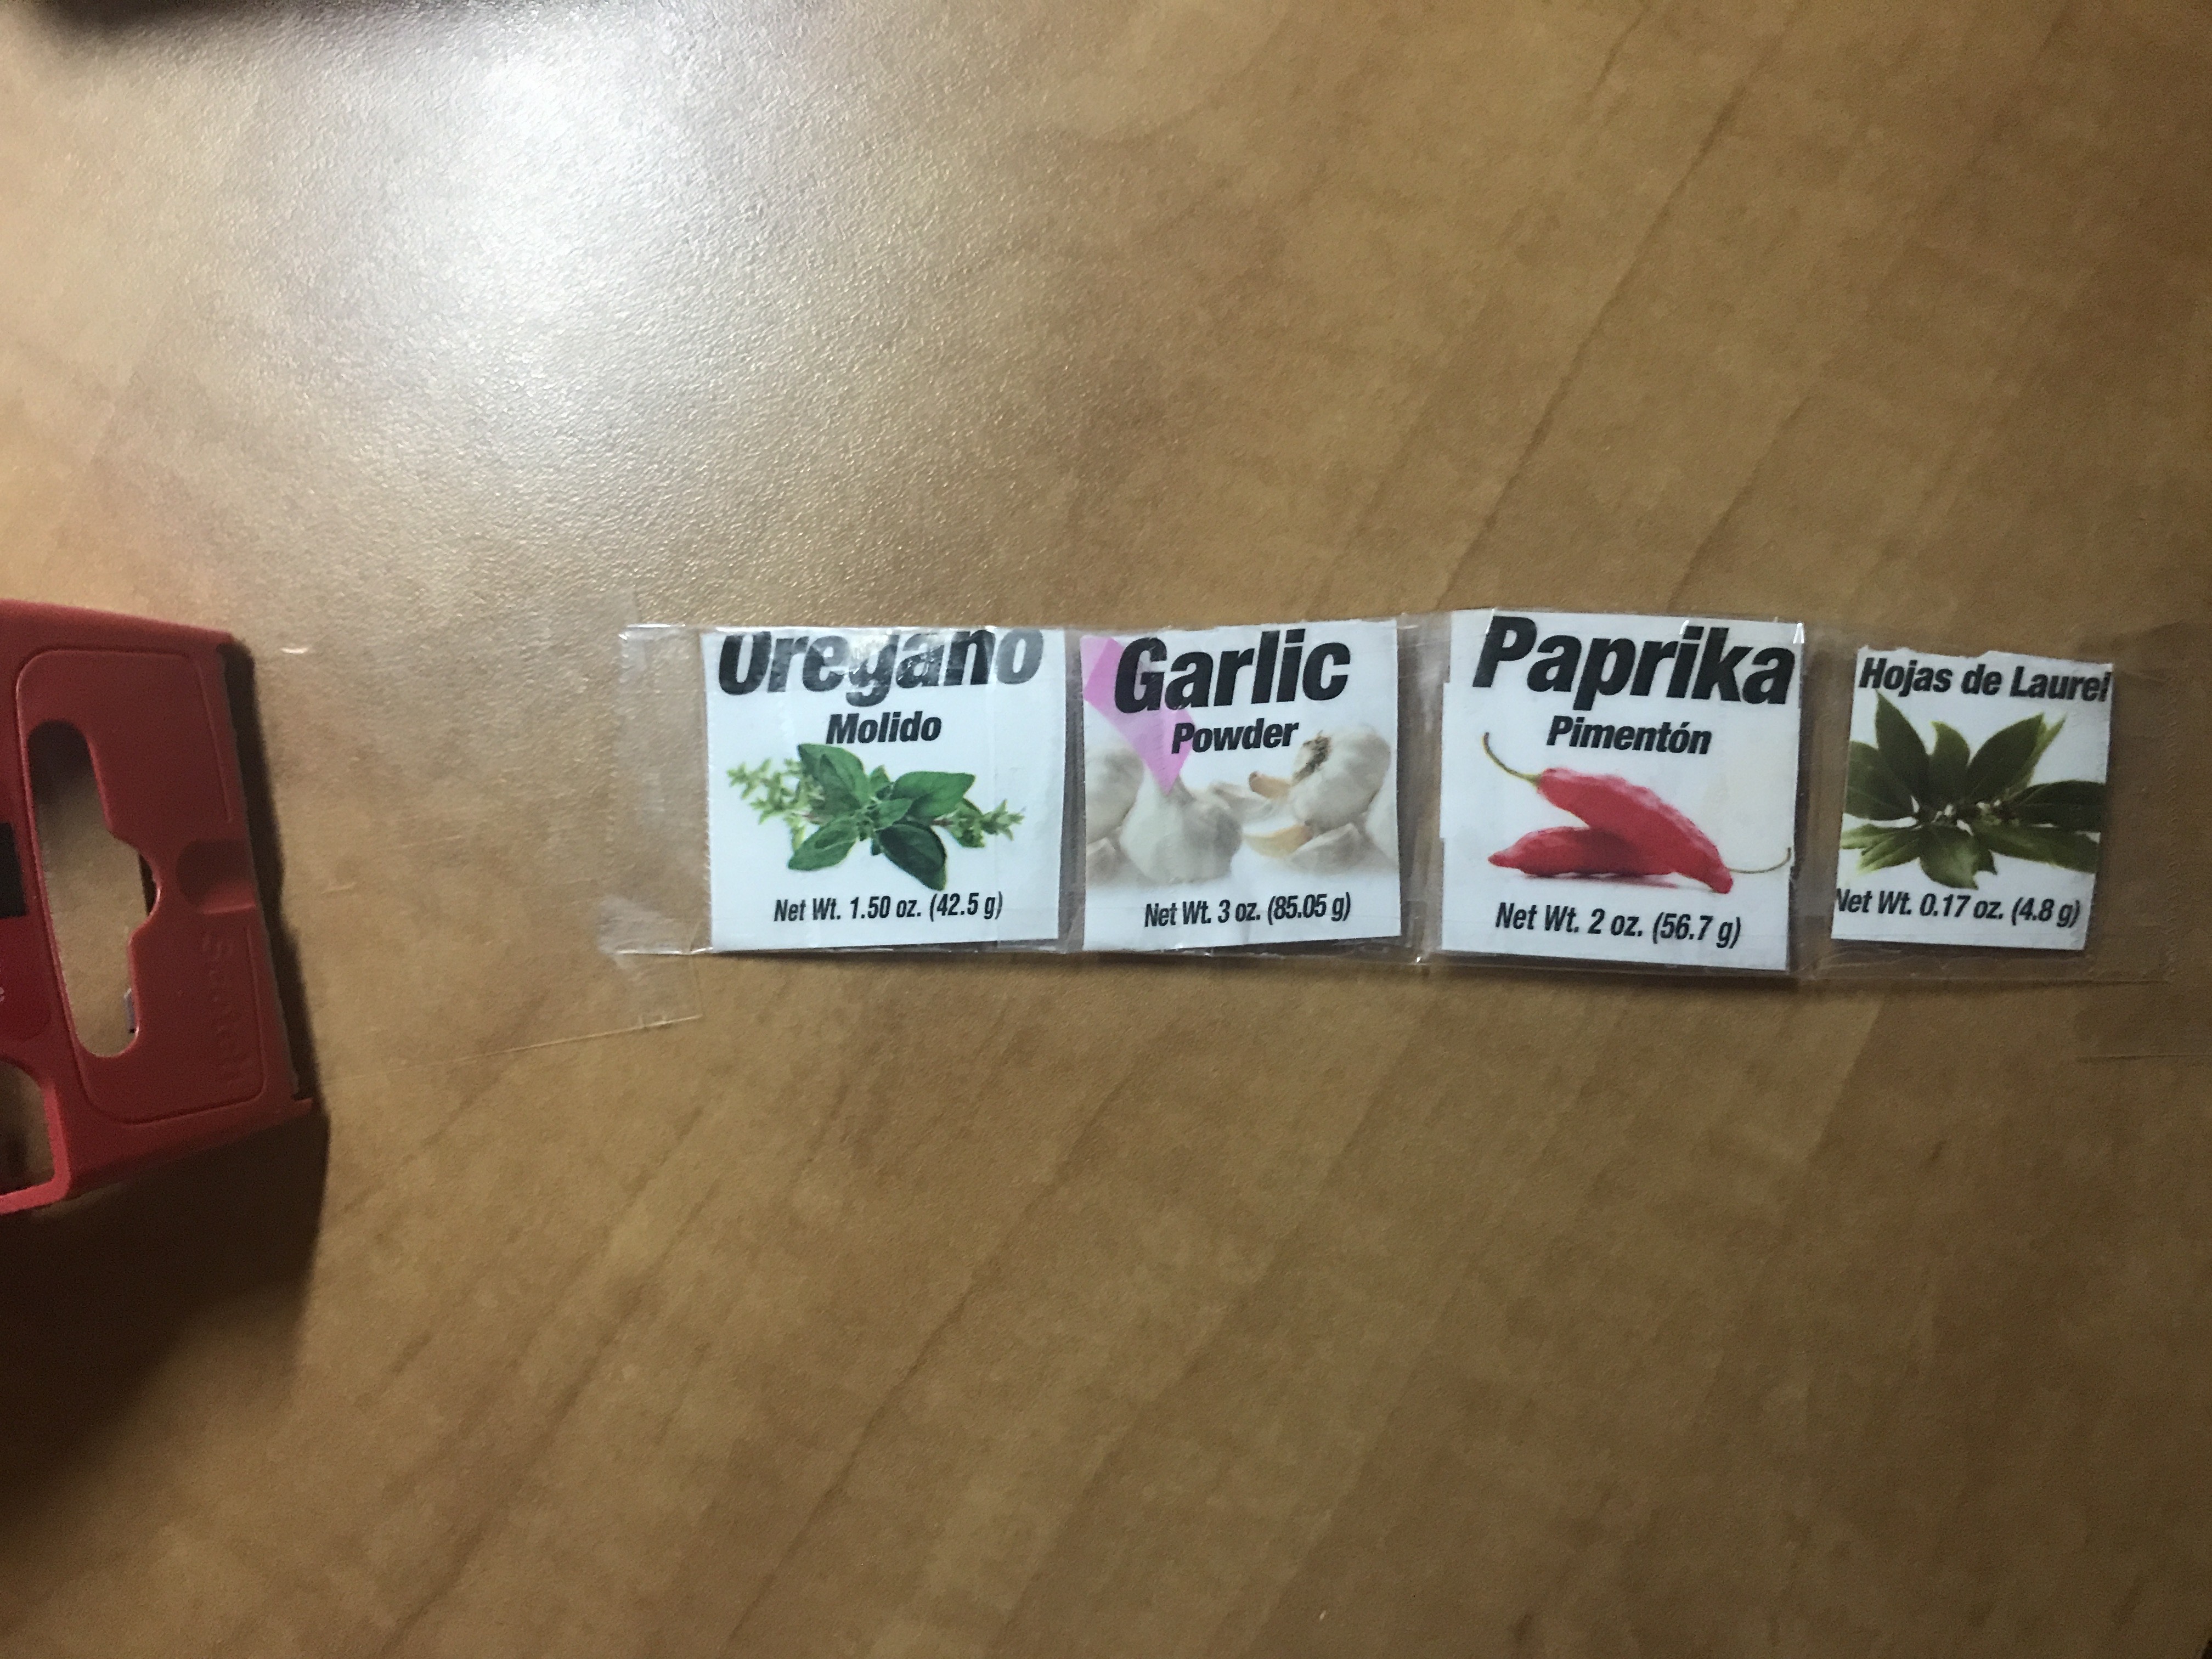 Oregano
Molido
Net Wt. 1.50 oz. (42.5 g)
Garlic
Powder
Net Wt. 3 oz. (85.05 g)
Paprika
Pimentón
Net Wt. 2 oz. (56.7 g)
Hojas de Laurel
Net Wt. 0.17 oz. (4.8 g)
Scotch